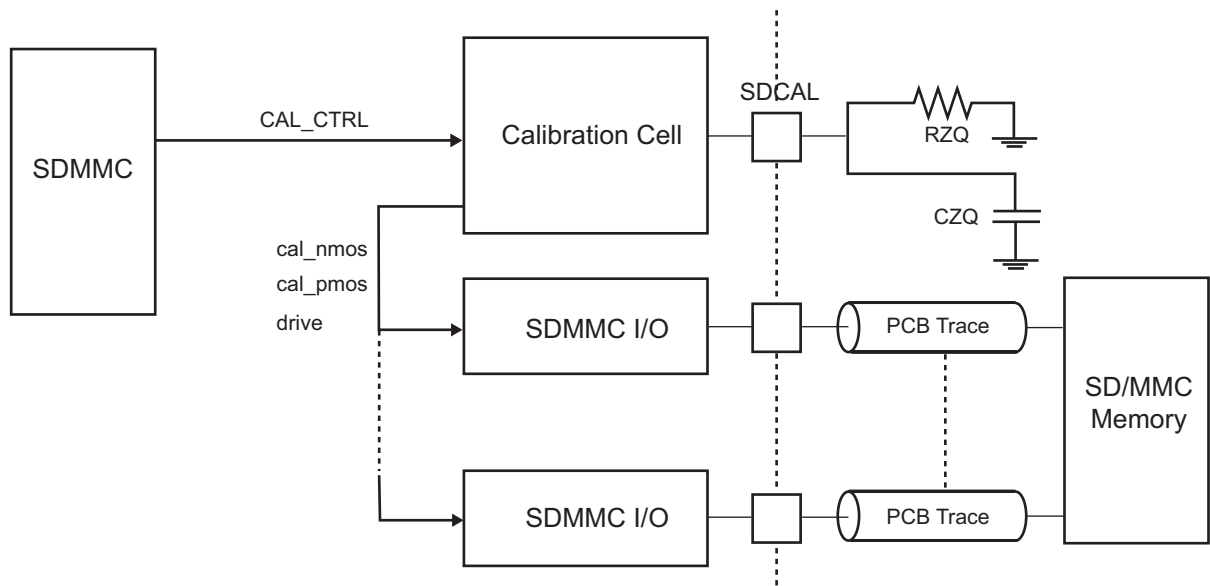 SDMMC
CAL_CTRL
Calibration Cell
SDCAL
RZQ
CZQ
cal_nmos
cal_pmos
drive
SDMMC I/O
PCB Trace
SD/MMC
Memory
SDMMC I/O
PCB Trace